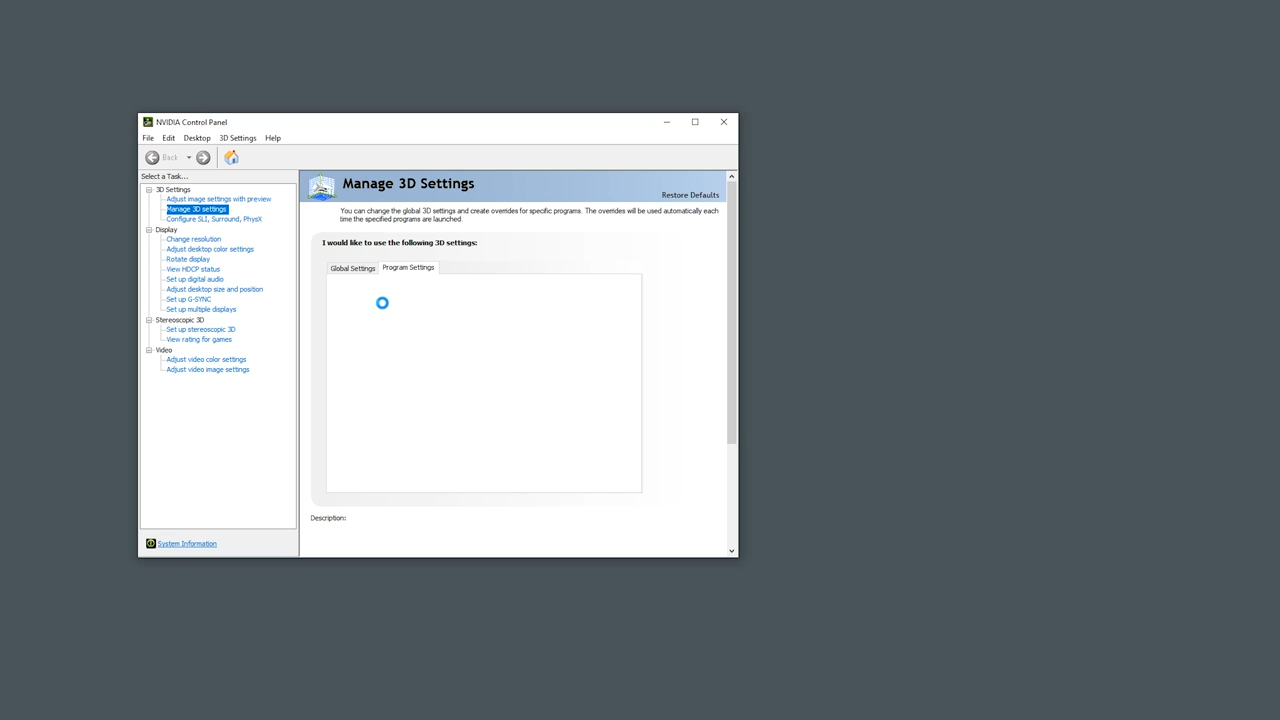 NVIDIA Control Panel
File Edit Desktop 3D Settings Help
Back
Select a Task...
3D Settings
Adjust image settings with preview
Manage 3D settings
Configure SLI, Surround, PhysX
Display
Change resolution
Adjust desktop color settings
Rotate display
View HDCP status
Set up digital audio
Adjust desktop size and position
Set up G-SYNC
Set up multiple displays
Stereoscopic 3D
Set up stereoscopic 3D
View rating for games
Video
Adjust video color settings
Adjust video image settings
System Information
Manage 3D Settings
Restore Defaults
You can change the global 3D settings and create overrides for specific programs. The overrides will be used automatically each
time the specified programs are launched.
I would like to use the following 3D settings:
Global Settings Program Settings
Description: